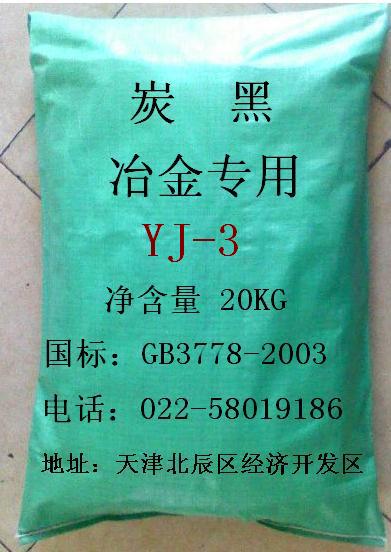 炭 黑
冶金专用
YJ-3
净含量 20KG
国标：GB3778-2003
电话：022-58019186
地址：天津北辰区经济开发区